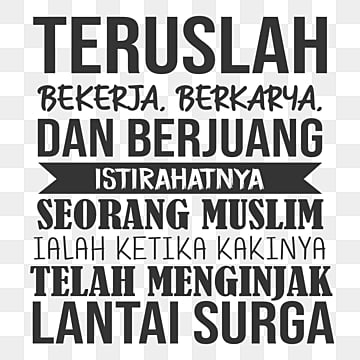 TERUSLAH
BEKERJA. BERKARYA.
DAN BERJUANG
ISTIRAHATNYA
SEORANG MUSLIM
IALAH KETIKA KAKINYA
TELAH MENGINJAK
LANTAI SURGA